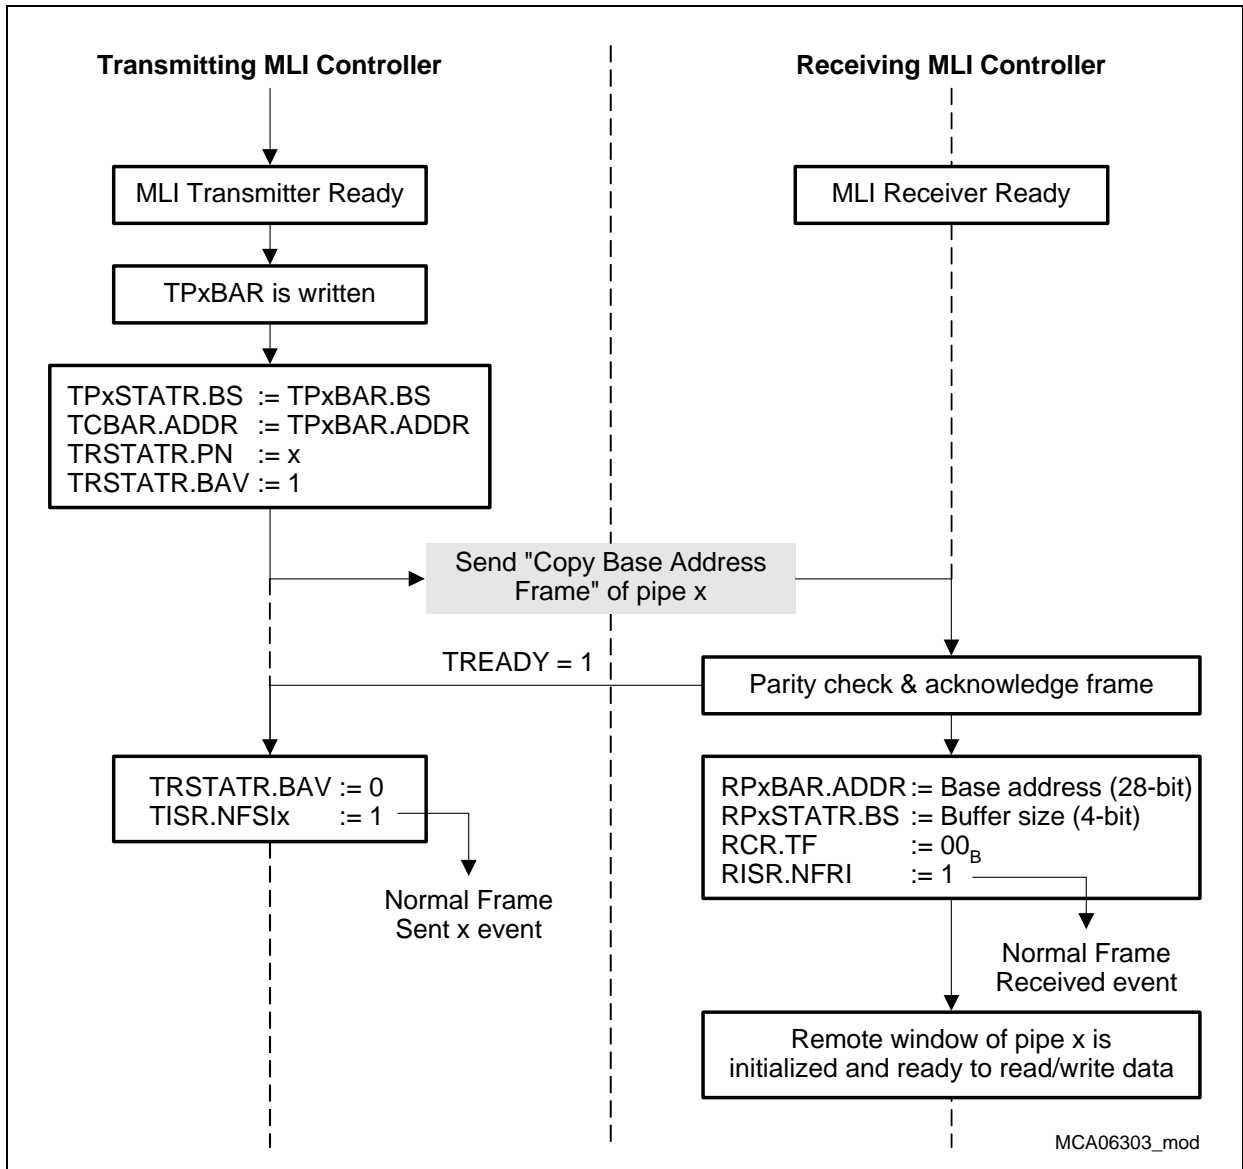 Transmitting MLI Controller
Receiving MLI Controller
MLI Transmitter Ready
MLI Receiver Ready
TPxBAR is written
TPxSTATR.BS := TPxBAR.BS
TCBAR.ADDR := TPxBAR.ADDR
TRSTATR.PN := x
TRSTATR.BAV := 1
Send "Copy Base Address
Frame" of pipe x
TREADY = 1
Parity check & acknowledge frame
TRSTATR.BAV := 0
TISR.NFSIx := 1
Normal Frame
Sent x event
RPxBAR.ADDR := Base address (28-bit)
RPxSTATR.BS := Buffer size (4-bit)
RCR.TF := 00B
RISR.NFRI := 1
Normal Frame
Received event
Remote window of pipe x is
initialized and ready to read/write data
MCA06303_mod